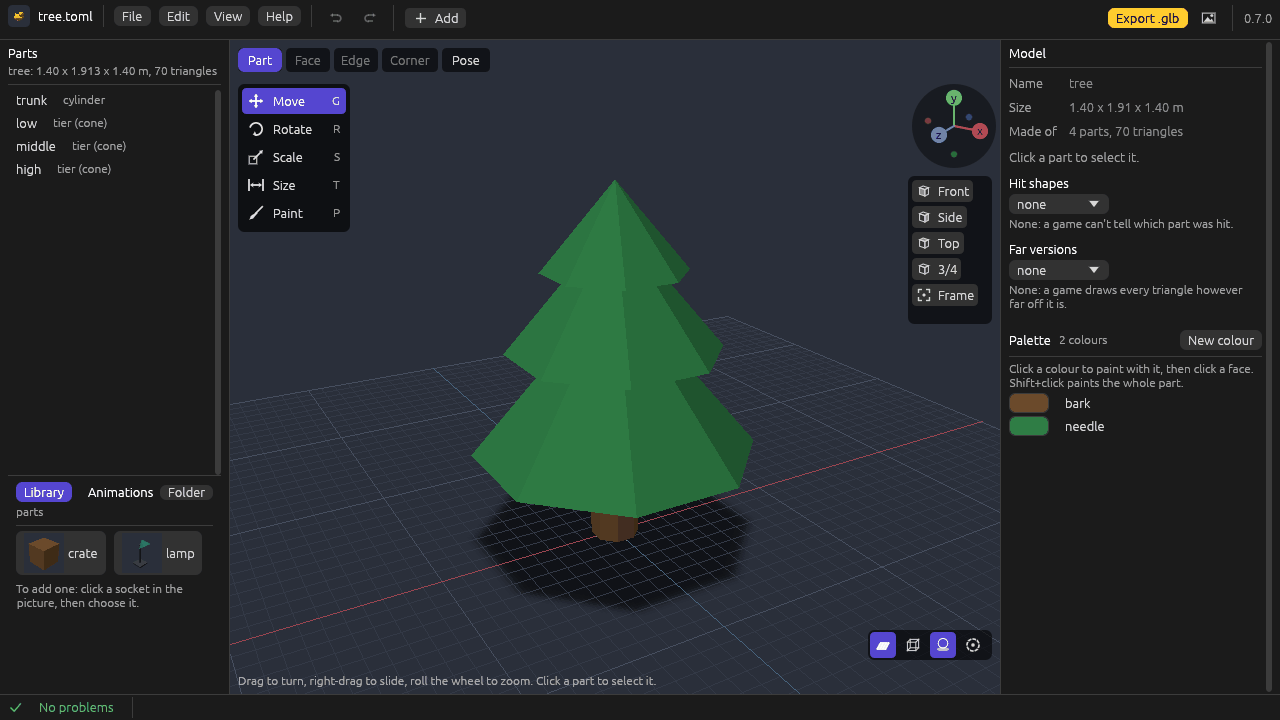 tree.toml File Edit View Help + Add Export .glb 0.7.0
Parts
tree: 1.40 x 1.913 x 1.40 m, 70 triangles
trunk cylinder
low tier (cone)
middle tier (cone)
high tier (cone)
Library Animations Folder
parts
crate lamp
To add one: click a socket in the
picture, then choose it.
Part Face Edge Corner Pose
Move G
Rotate R
Scale S
Size T
Paint P
y
x
z
Front
Side
Top
3/4
Frame
Drag to turn, right-drag to slide, roll the wheel to zoom. Click a part to select it.
Model
Name tree
Size 1.40 x 1.91 x 1.40 m
Made of 4 parts, 70 triangles
Click a part to select it.
Hit shapes
none
None: a game can't tell which part was hit.
Far versions
none
None: a game draws every triangle however
far off it is.
Palette 2 colours New colour
Click a colour to paint with it, then click a face.
Shift+click paints the whole part.
bark
needle
No problems